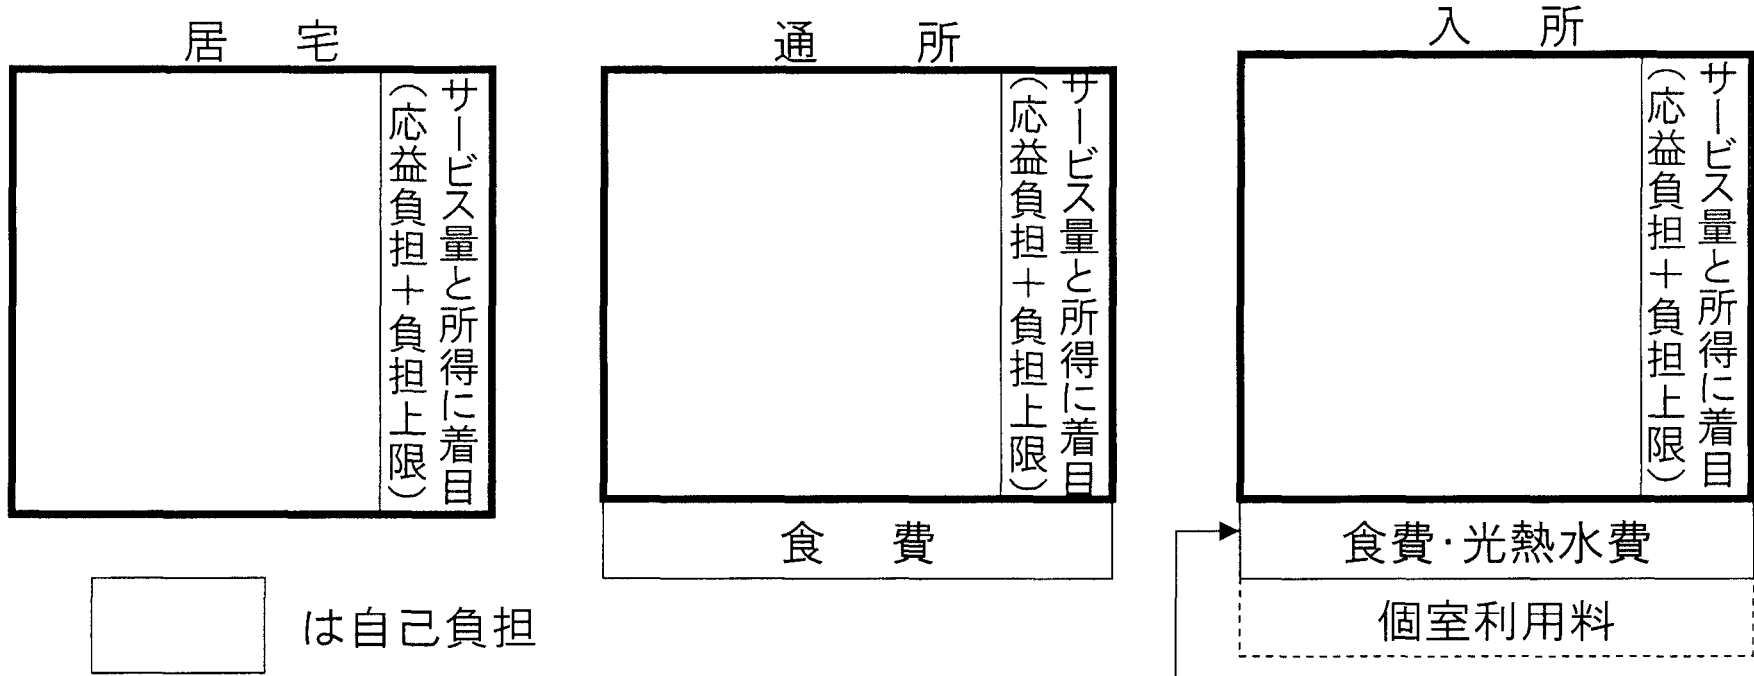 居　宅
サービス量と所得に着目
（応益負担＋負担上限）
通　所
サービス量と所得に着目
（応益負担＋負担上限）
食　費
入　所
サービス量と所得に着目
（応益負担＋負担上限）
食費・光熱水費
個室利用料
は自己負担